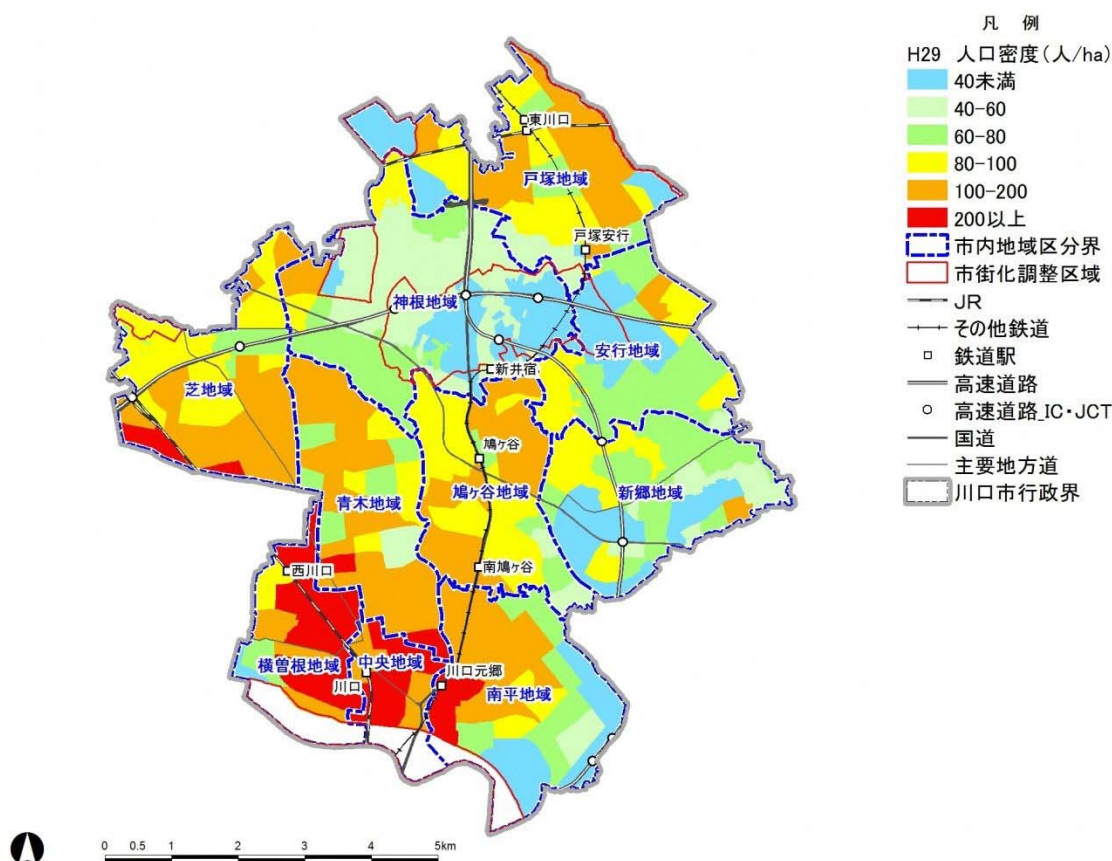 凡 例
H29 人口密度(人/ha)
40未満
40-60
60-80
80-100
100-200
200以上
市内地域区分界
市街化調整区域
JR
その他鉄道
鉄道駅
高速道路
高速道路_IC・JCT
国道
主要地方道
川口市行政界
東川口
戸塚地域
戸塚安行
神根地域
安行地域
新井宿
芝地域
鳩ヶ谷
青木地域
鳩ヶ谷地域
新郷地域
西川口
南鳩ヶ谷
横曽根地域
中央地域
川口元郷
川口
南平地域
0 0.5 1 2 3 4 5km